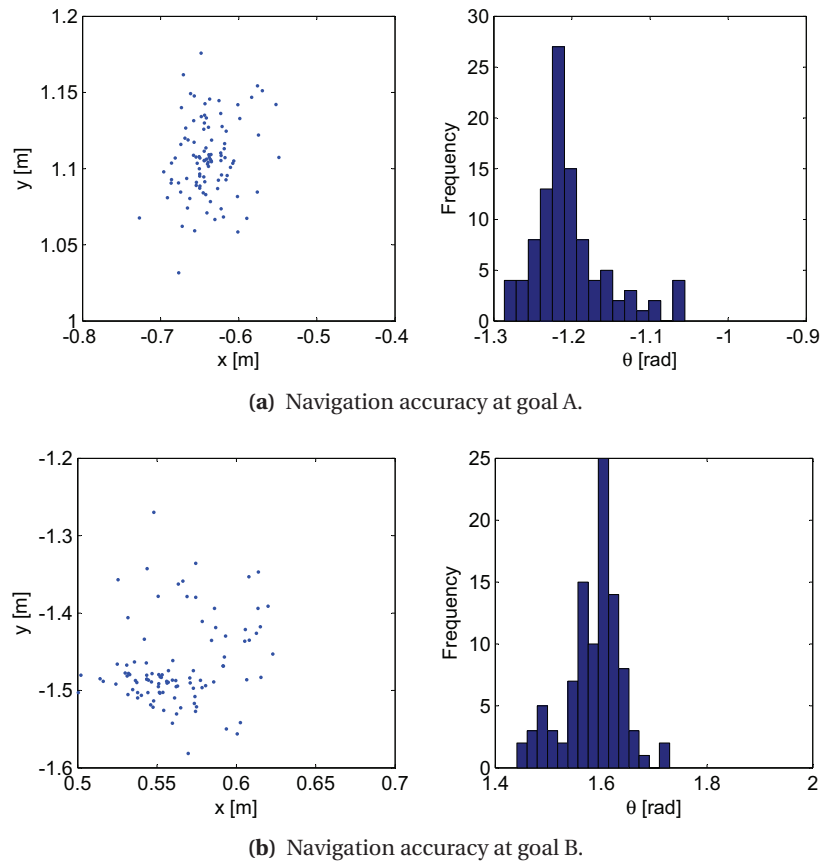 1.2
1.15
1.1
1.05
1
y [m]
-0.8 -0.7 -0.6 -0.5 -0.4
x [m]
30
25
20
15
10
5
0
Frequency
-1.3 -1.2 -1.1 -1 -0.9
θ [rad]
(a) Navigation accuracy at goal A.
-1.2
-1.3
-1.4
-1.5
-1.6
y [m]
0.5 0.55 0.6 0.65 0.7
x [m]
25
20
15
10
5
0
Frequency
1.4 1.6 1.8 2
θ [rad]
(b) Navigation accuracy at goal B.